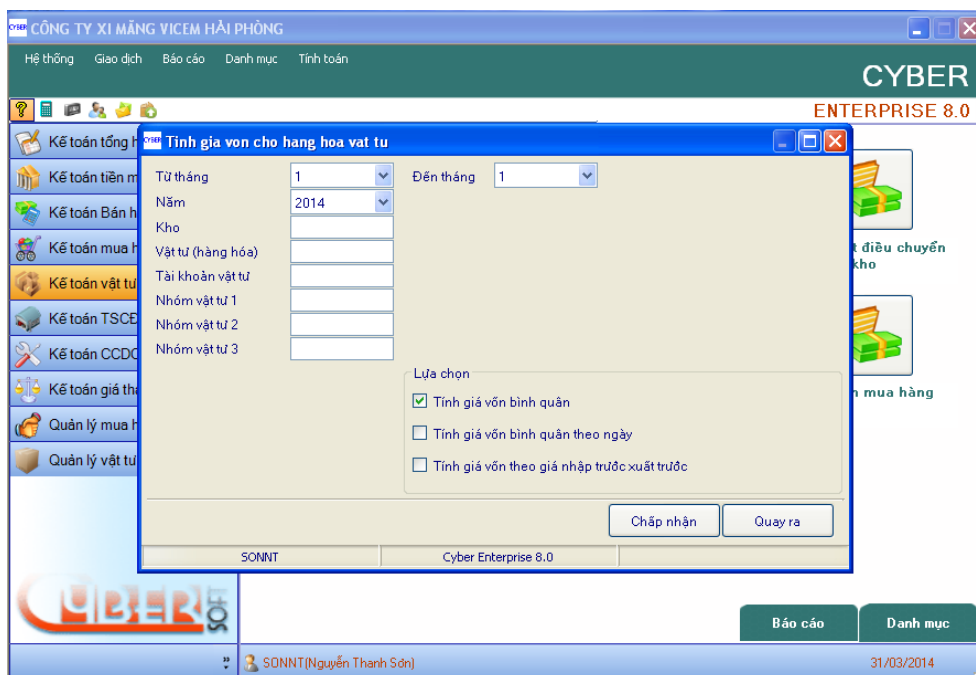 CYBER CÔNG TY XI MĂNG VICEM HẢI PHÒNG
Hệ thống Giao dịch Báo cáo Danh mục Tính toán
CYBER
ENTERPRISE 8.0
Kế toán tổng h
Kế toán tiền m
Kế toán Bán h
Kế toán mua h
Kế toán vật tư
Kế toán TSCĐ
Kế toán CCDC
Kế toán giá thà
Quản lý mua h
Quản lý vật tư
CYBER Tinh gia von cho hang hoa vat tu
Từ tháng 1 Đến tháng 1
Năm 2014
Kho
Vật tư (hàng hóa)
Tài khoản vật tư
Nhóm vật tư 1
Nhóm vật tư 2
Nhóm vật tư 3
Lựa chọn
Tính giá vốn bình quân
Tính giá vốn bình quân theo ngày
Tính giá vốn theo giá nhập trước xuất trước
Chấp nhận Quay ra
SONNT Cyber Enterprise 8.0
điều chuyển
kho
mua hàng
CYBER SOFT
Báo cáo Danh mục
SONNT(Nguyễn Thanh Sơn) 31/03/2014